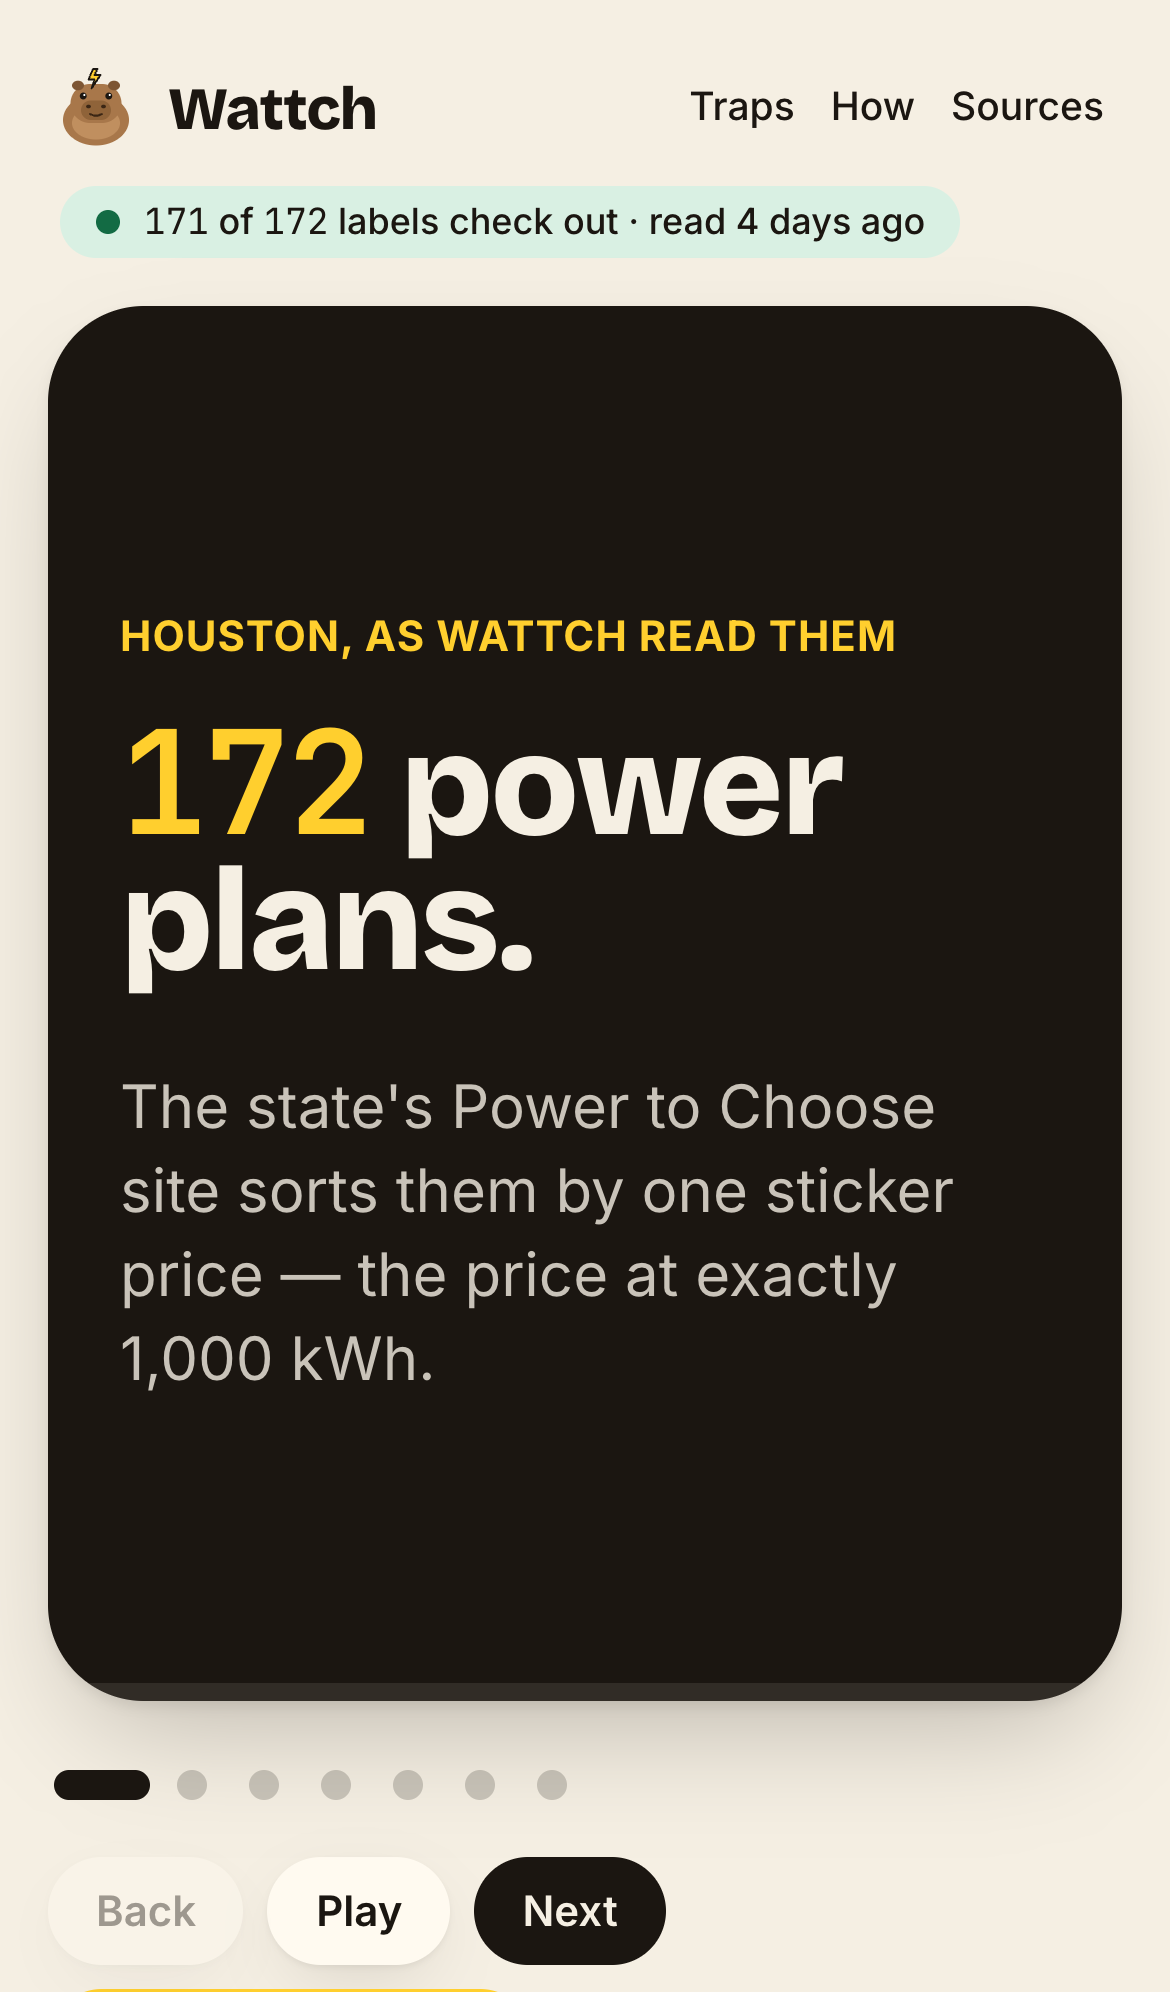 Wattch
Traps How Sources
171 of 172 labels check out · read 4 days ago
HOUSTON, AS WATTCH READ THEM
172 power
plans.
The state's Power to Choose
site sorts them by one sticker
price — the price at exactly
1,000 kWh.
Back Play Next